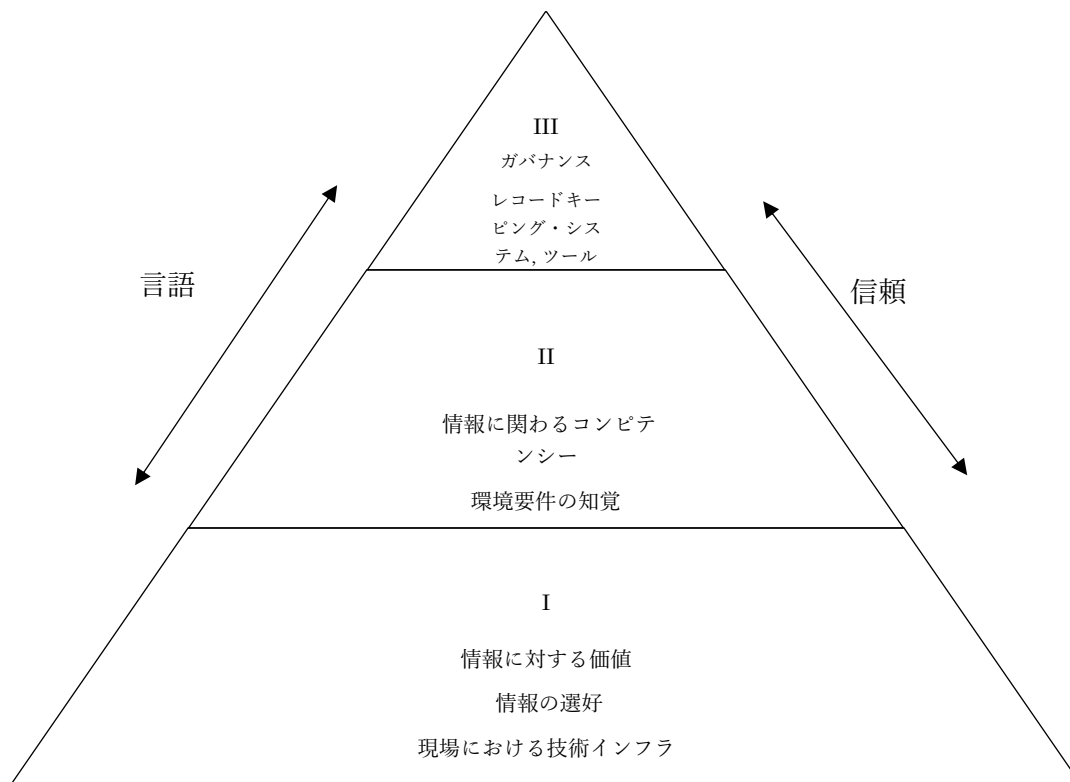 III
ガバナンス
レコードキー
ピング・シス
テム, ツール
言語
信頼
II
情報に関わるコンピテ
ンシー
環境要件の知覚
I
情報に対する価値
情報の選好
現場における技術インフラ